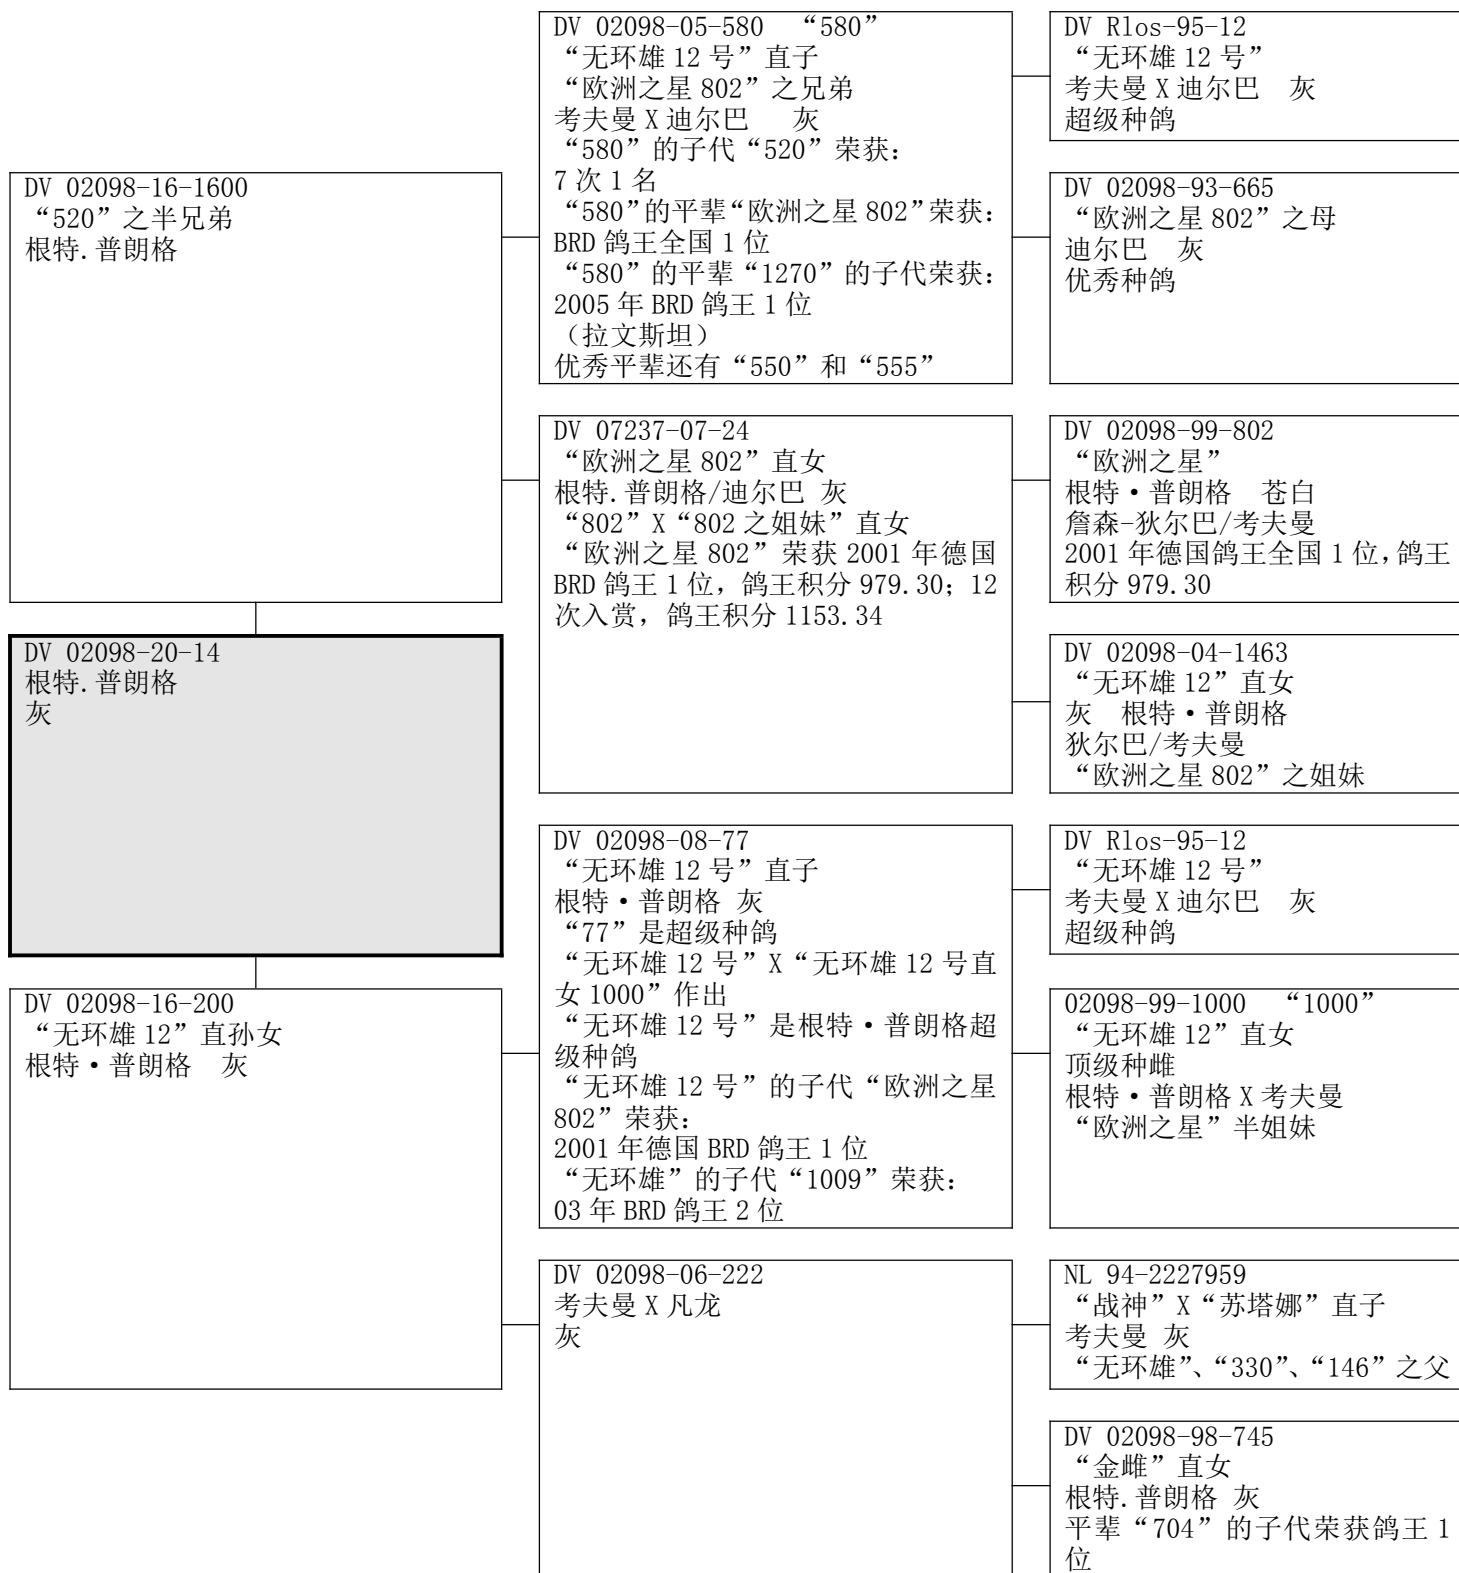 DV 02098-16-1600
“520”之半兄弟
根特.普朗格
DV 02098-20-14
根特.普朗格
灰
DV 02098-16-200
“无环雄 12”直孙女
根特·普朗格 灰
DV 02098-05-580 “580”
“无环雄 12 号”直子
“欧洲之星 802”之兄弟
考夫曼 X 迪尔巴 灰
“580”的子代“520”荣获：
7 次 1 名
“580”的平辈“欧洲之星 802”荣获：
BRD 鸽王全国 1 位
“580”的平辈“1270”的子代荣获：
2005 年 BRD 鸽王 1 位
（拉文斯坦）
优秀平辈还有“550”和“555”
DV 07237-07-24
“欧洲之星 802”直女
根特.普朗格/迪尔巴 灰
“802”X“802 之姐妹”直女
“欧洲之星 802”荣获 2001 年德国
BRD 鸽王 1 位，鸽王积分 979.30；12
次入赏，鸽王积分 1153.34
DV 02098-08-77
“无环雄 12 号”直子
根特·普朗格 灰
“77”是超级种鸽
“无环雄 12 号”X“无环雄 12 号直
女 1000”作出
“无环雄 12 号”是根特·普朗格超
级种鸽
“无环雄 12 号”的子代“欧洲之星
802”荣获：
2001 年德国 BRD 鸽王 1 位
“无环雄”的子代“1009”荣获：
03 年 BRD 鸽王 2 位
DV 02098-06-222
考夫曼 X 凡龙
灰
DV Rlos-95-12
“无环雄 12 号”
考夫曼 X 迪尔巴 灰
超级种鸽
DV 02098-93-665
“欧洲之星 802”之母
迪尔巴 灰
优秀种鸽
DV 02098-99-802
“欧洲之星”
根特·普朗格 苍白
詹森-狄尔巴/考夫曼
2001 年德国鸽王全国 1 位，鸽王
积分 979.30
DV 02098-04-1463
“无环雄 12”直女
灰 根特·普朗格
狄尔巴/考夫曼
“欧洲之星 802”之姐妹
DV Rlos-95-12
“无环雄 12 号”
考夫曼 X 迪尔巴 灰
超级种鸽
02098-99-1000 “1000”
“无环雄 12”直女
顶级种雌
根特·普朗格 X 考夫曼
“欧洲之星”半姐妹
NL 94-2227959
“战神”X“苏塔娜”直子
考夫曼 灰
“无环雄”、“330”、“146”之父
DV 02098-98-745
“金雌”直女
根特.普朗格 灰
平辈“704”的子代荣获鸽王 1
位